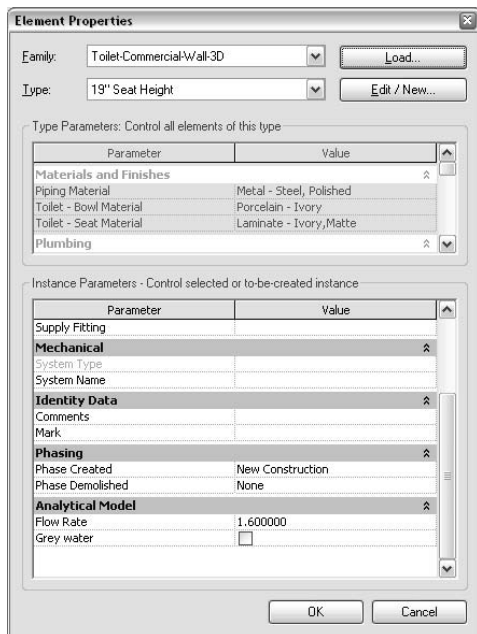 Element Properties
Family: Toilet-Commercial-Wall-3D Load...
Type: 19" Seat Height Edit / New...
Type Parameters: Control all elements of this type
Parameter Value
Materials and Finishes
Piping Material Metal - Steel, Polished
Toilet - Bowl Material Porcelain - Ivory
Toilet - Seat Material Laminate - Ivory,Matte
Plumbing
Instance Parameters - Control selected or to-be-created instance
Parameter Value
Supply Fitting
Mechanical
System Type
System Name
Identity Data
Comments
Mark
Phasing
Phase Created New Construction
Phase Demolished None
Analytical Model
Flow Rate 1.600000
Grey water
OK Cancel